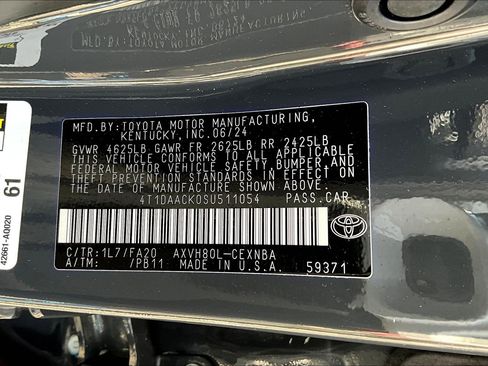 MFD.BY:TOYOTA MOTOR MANUFACTURING,
KENTUCKY, INC.06/24
GVWR 4625LB GAWR FR 2625LB RR 2425LB
THIS VEHICLE CONFORMS TO ALL APPLICABLE
FEDERAL MOTOR VEHICLE SAFETY, BUMPER, AND
THEFT PREVENTION STANDARDS IN EFFECT ON
THE DATE OF MANUFACTURE SHOWN ABOVE.
4T1DAACK0SU511054 PASS.CAR
C/TR:1L7/FA20 AXVH80L-CEXNBA
A/TM: /PB11 MADE IN U.S.A. 59371
TOYOTA
42661-A0020
61